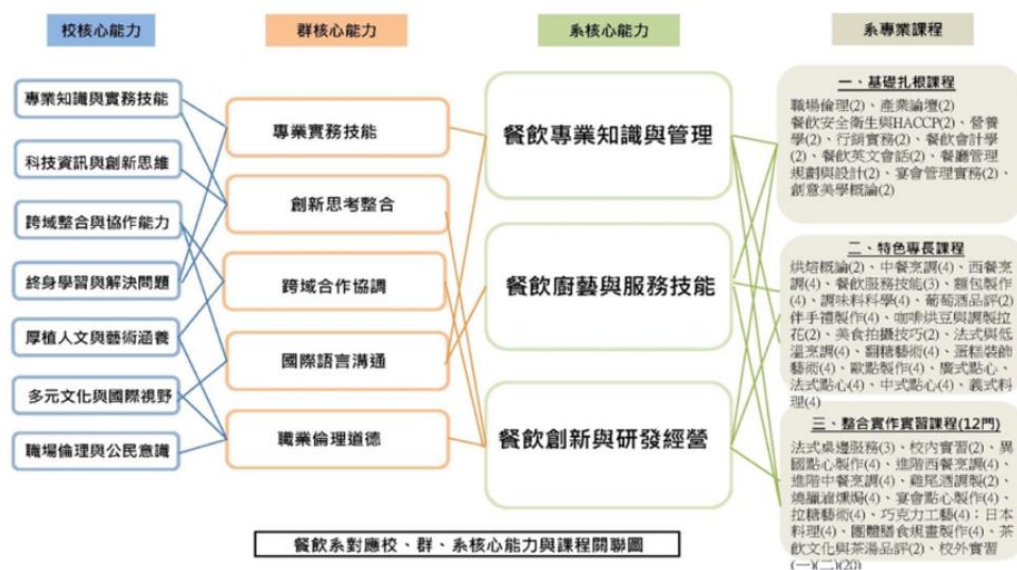 校核心能力
群核心能力
系核心能力
系專業課程
專業知識與實務技能
科技資訊與創新思維
跨域整合與協作能力
終身學習與解決問題
厚植人文與藝術涵養
多元文化與國際視野
職場倫理與公民意識
專業實務技能
創新思考整合
跨域合作協調
國際語言溝通
職業倫理道德
餐飲專業知識與管理
餐飲廚藝與服務技能
餐飲創新與研發經營
一、基礎扎根課程
職場倫理(2)、產業論壇(2)
餐飲安全衛生與HACCP(2)、營養
學(2)、行銷實務(2)、餐飲會計學
(2)、餐飲英文會話(2)、餐廳管理
規劃與設計(2)、宴會管理實務(2)、
創意美學概論(2)
二、特色專長課程
烘焙概論(2)、中餐烹調(4)、西餐烹
調(4)、餐飲服務技能(3)、麵包製作
(4)、調味料科學(4)、葡萄酒品評(2)
伴手禮製作(4)、咖啡烘豆與調製拉
花(2)、美食拍攝技巧(2)、法式與低
溫烹調(4)、翻糖藝術(4)、蛋糕裝飾
藝術(4)、歐點製作(4)、廣式點心、
法式點心(4)、中式點心(4)、義式料
理(4)
三、整合實作實習課程(12門)
法式桌邊服務(3)、校內實習(2)、異
國點心製作(4)、進階西餐烹調(4)、
進階中餐烹調(4)、雞尾酒調製(2)、
燒臘滷燻焗(4)、宴會點心製作(4)、
拉糖藝術(4)、巧克力工藝(4)；日本
料理(4)、團體膳食規畫製作(4)、茶
飲文化與茶湯品評(2)、校外實習
(一)(二)(20)
餐飲系對應校、群、系核心能力與課程關聯圖